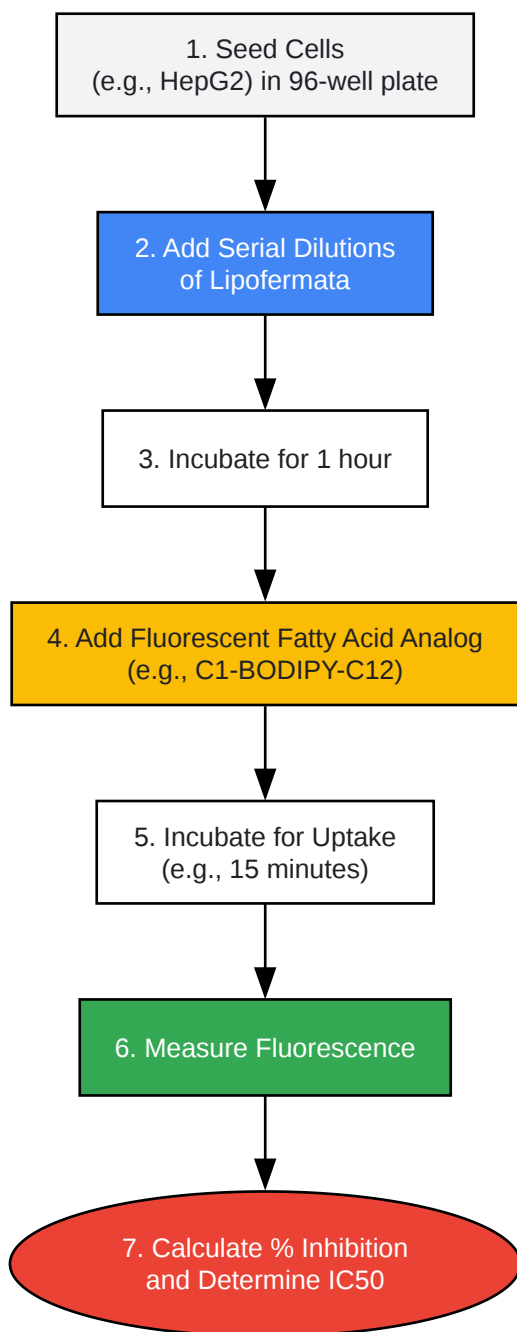 1. Seed Cells
(e.g., HepG2) in 96-well plate
2. Add Serial Dilutions
of Lipofermata
3. Incubate for 1 hour
4. Add Fluorescent Fatty Acid Analog
(e.g., C1-BODIPY-C12)
5. Incubate for Uptake
(e.g., 15 minutes)
6. Measure Fluorescence
7. Calculate % Inhibition
and Determine IC50